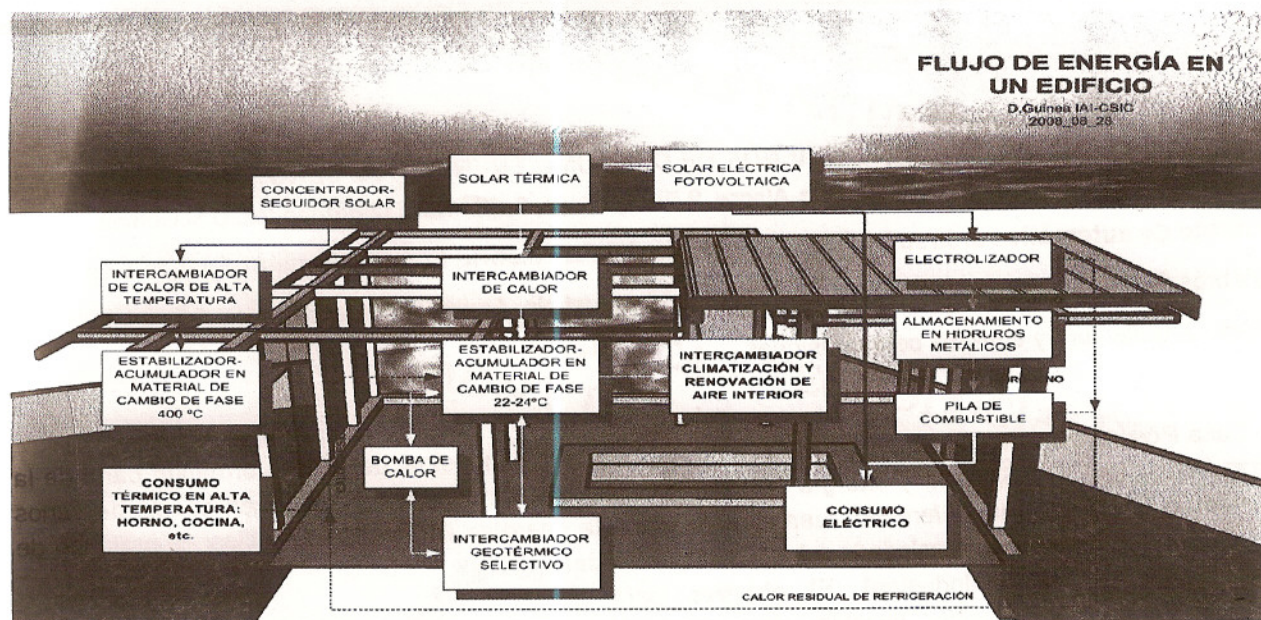 FLUJO DE ENERGÍA EN
UN EDIFICIO
D.Guinea IAI-CSIC
2008_08_28
CONCENTRADOR-
SEGUIDOR SOLAR
SOLAR TÉRMICA
SOLAR ELÉCTRICA
FOTOVOLTAICA
INTERCAMBIADOR
DE CALOR DE ALTA
TEMPERATURA
INTERCAMBIADOR
DE CALOR
ELECTROLIZADOR
ALMACENAMIENTO
EN HIDRUROS
METÁLICOS
ESTABILIZADOR-
ACUMULADOR EN
MATERIAL DE
CAMBIO DE FASE
400 ºC
ESTABILIZADOR-
ACUMULADOR EN
MATERIAL DE
CAMBIO DE FASE
22-24ºC
INTERCAMBIADOR
CLIMATIZACIÓN Y
RENOVACIÓN DE
AIRE INTERIOR
PILA DE
COMBUSTIBLE
BOMBA DE
CALOR
CONSUMO
TÉRMICO EN ALTA
TEMPERATURA:
HORNO, COCINA,
etc.
CONSUMO
ELÉCTRICO
INTERCAMBIADOR
GEOTÉRMICO
SELECTIVO
CALOR RESIDUAL DE REFRIGERACIÓN